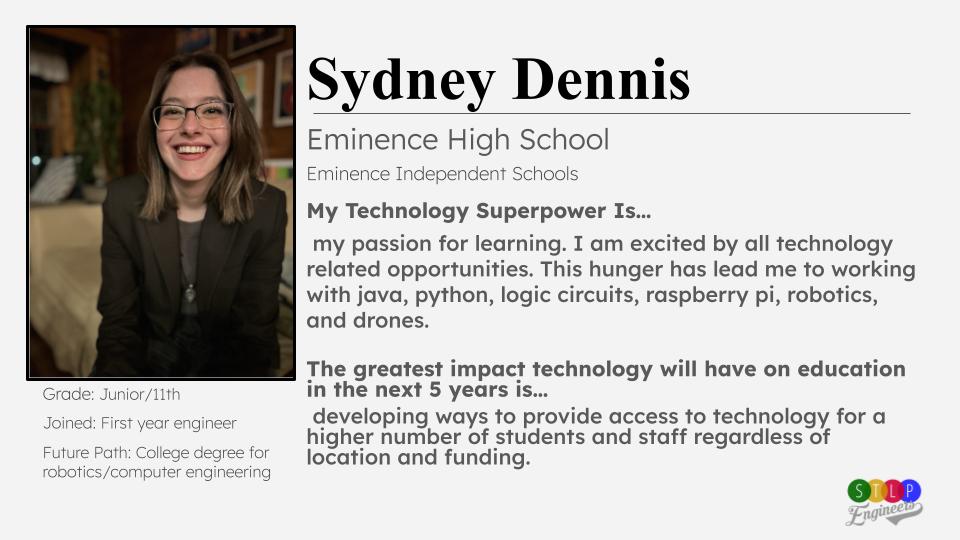 Sydney Dennis
Eminence High School
Eminence Independent Schools
My Technology Superpower Is...
my passion for learning. I am excited by all technology
related opportunities. This hunger has lead me to working
with java, python, logic circuits, raspberry pi, robotics,
and drones.
The greatest impact technology will have on education
in the next 5 years is...
developing ways to provide access to technology for a
higher number of students and staff regardless of
location and funding.
Grade: Junior/11th
Joined: First year engineer
Future Path: College degree for
robotics/computer engineering
STLP
Engineers